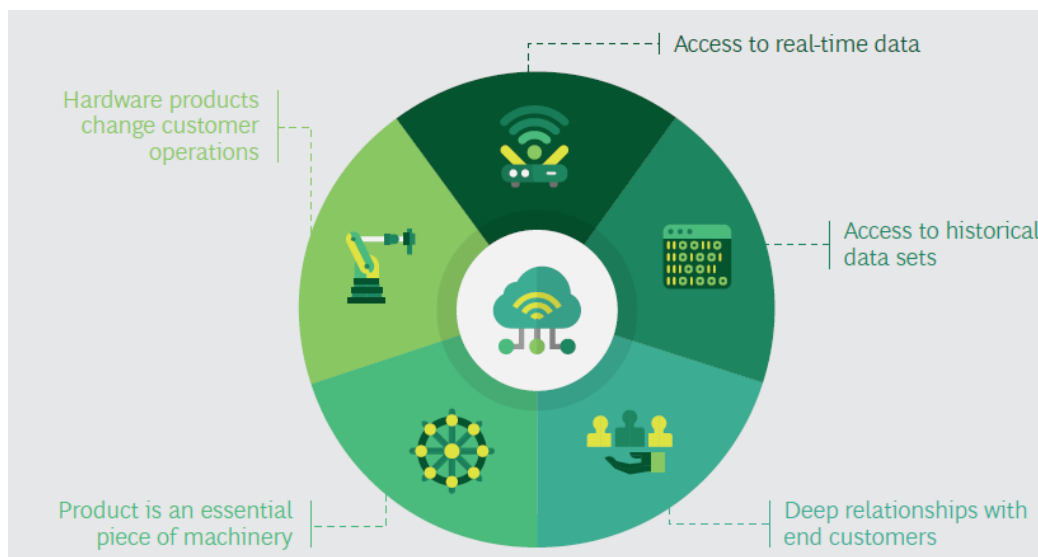 Access to real-time data
Hardware products
change customer
operations
Access to historical
data sets
Product is an essential
piece of machinery
Deep relationships with
end customers